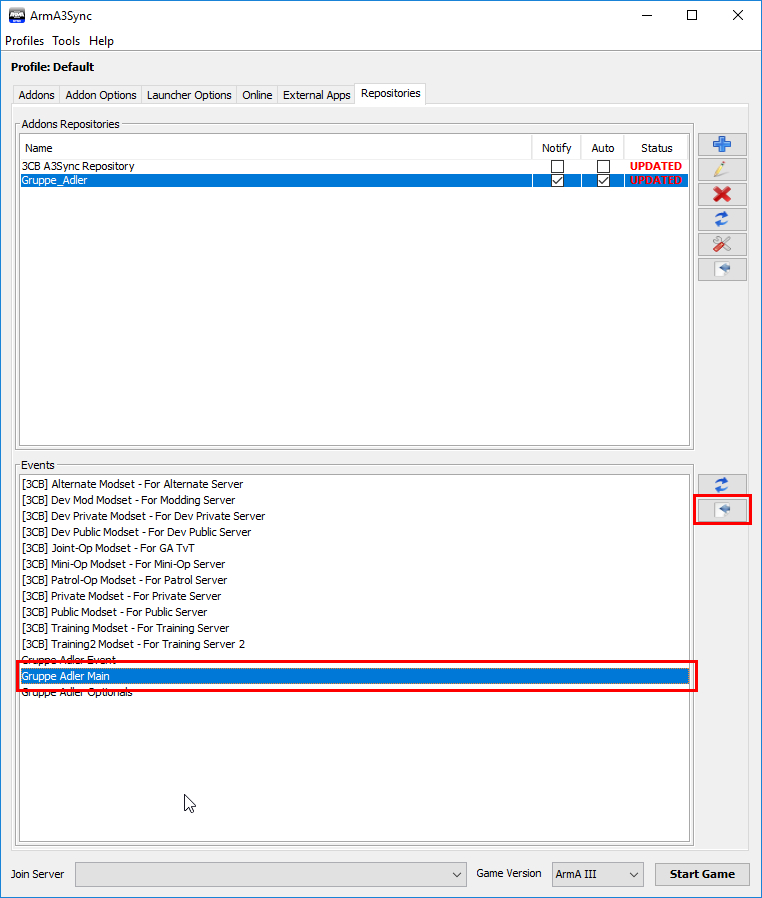 ArmA3Sync
Profiles Tools Help
Profile: Default
Addons Addon Options Launcher Options Online External Apps Repositories
Addons Repositories
Name Notify Auto Status
3CB A3Sync Repository UPDATED
Gruppe_Adler UPDATED
Events
[3CB] Alternate Modset - For Alternate Server
[3CB] Dev Mod Modset - For Modding Server
[3CB] Dev Private Modset - For Dev Private Server
[3CB] Dev Public Modset - For Dev Public Server
[3CB] Joint-Op Modset - For GA TvT
[3CB] Mini-Op Modset - For Mini-Op Server
[3CB] Patrol-Op Modset - For Patrol Server
[3CB] Private Modset - For Private Server
[3CB] Public Modset - For Public Server
[3CB] Training Modset - For Training Server
[3CB] Training2 Modset - For Training Server 2
Gruppe Adler Event
Gruppe Adler Main
Gruppe Adler Optionals
Join Server Game Version ArmA III Start Game